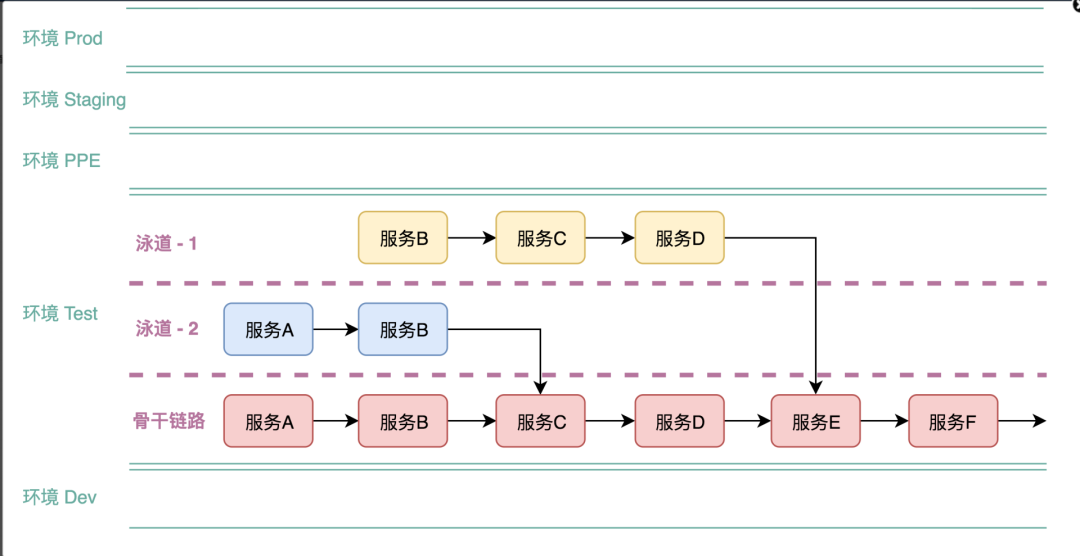 环境 Prod
环境 Staging
环境 PPE
泳道 - 1
服务B
服务C
服务D
环境 Test
泳道 - 2
服务A
服务B
骨干链路
服务A
服务B
服务C
服务D
服务E
服务F
环境 Dev